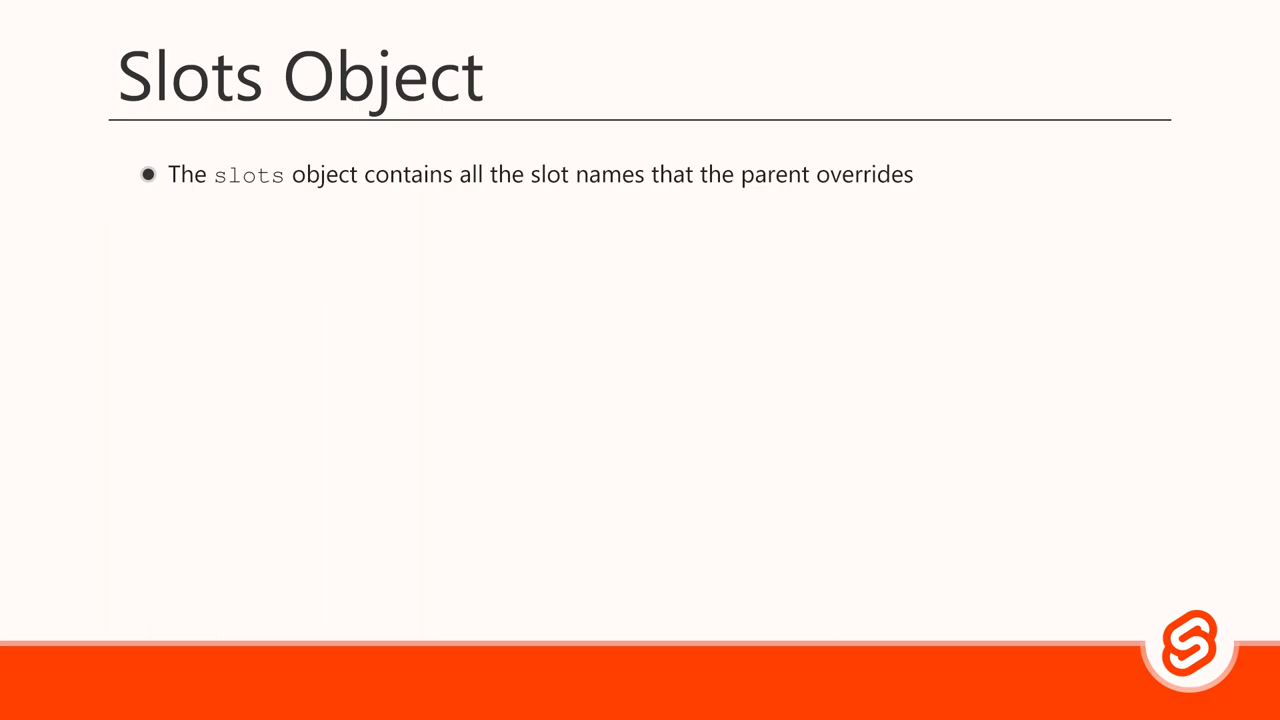 Slots Object
The slots object contains all the slot names that the parent overrides